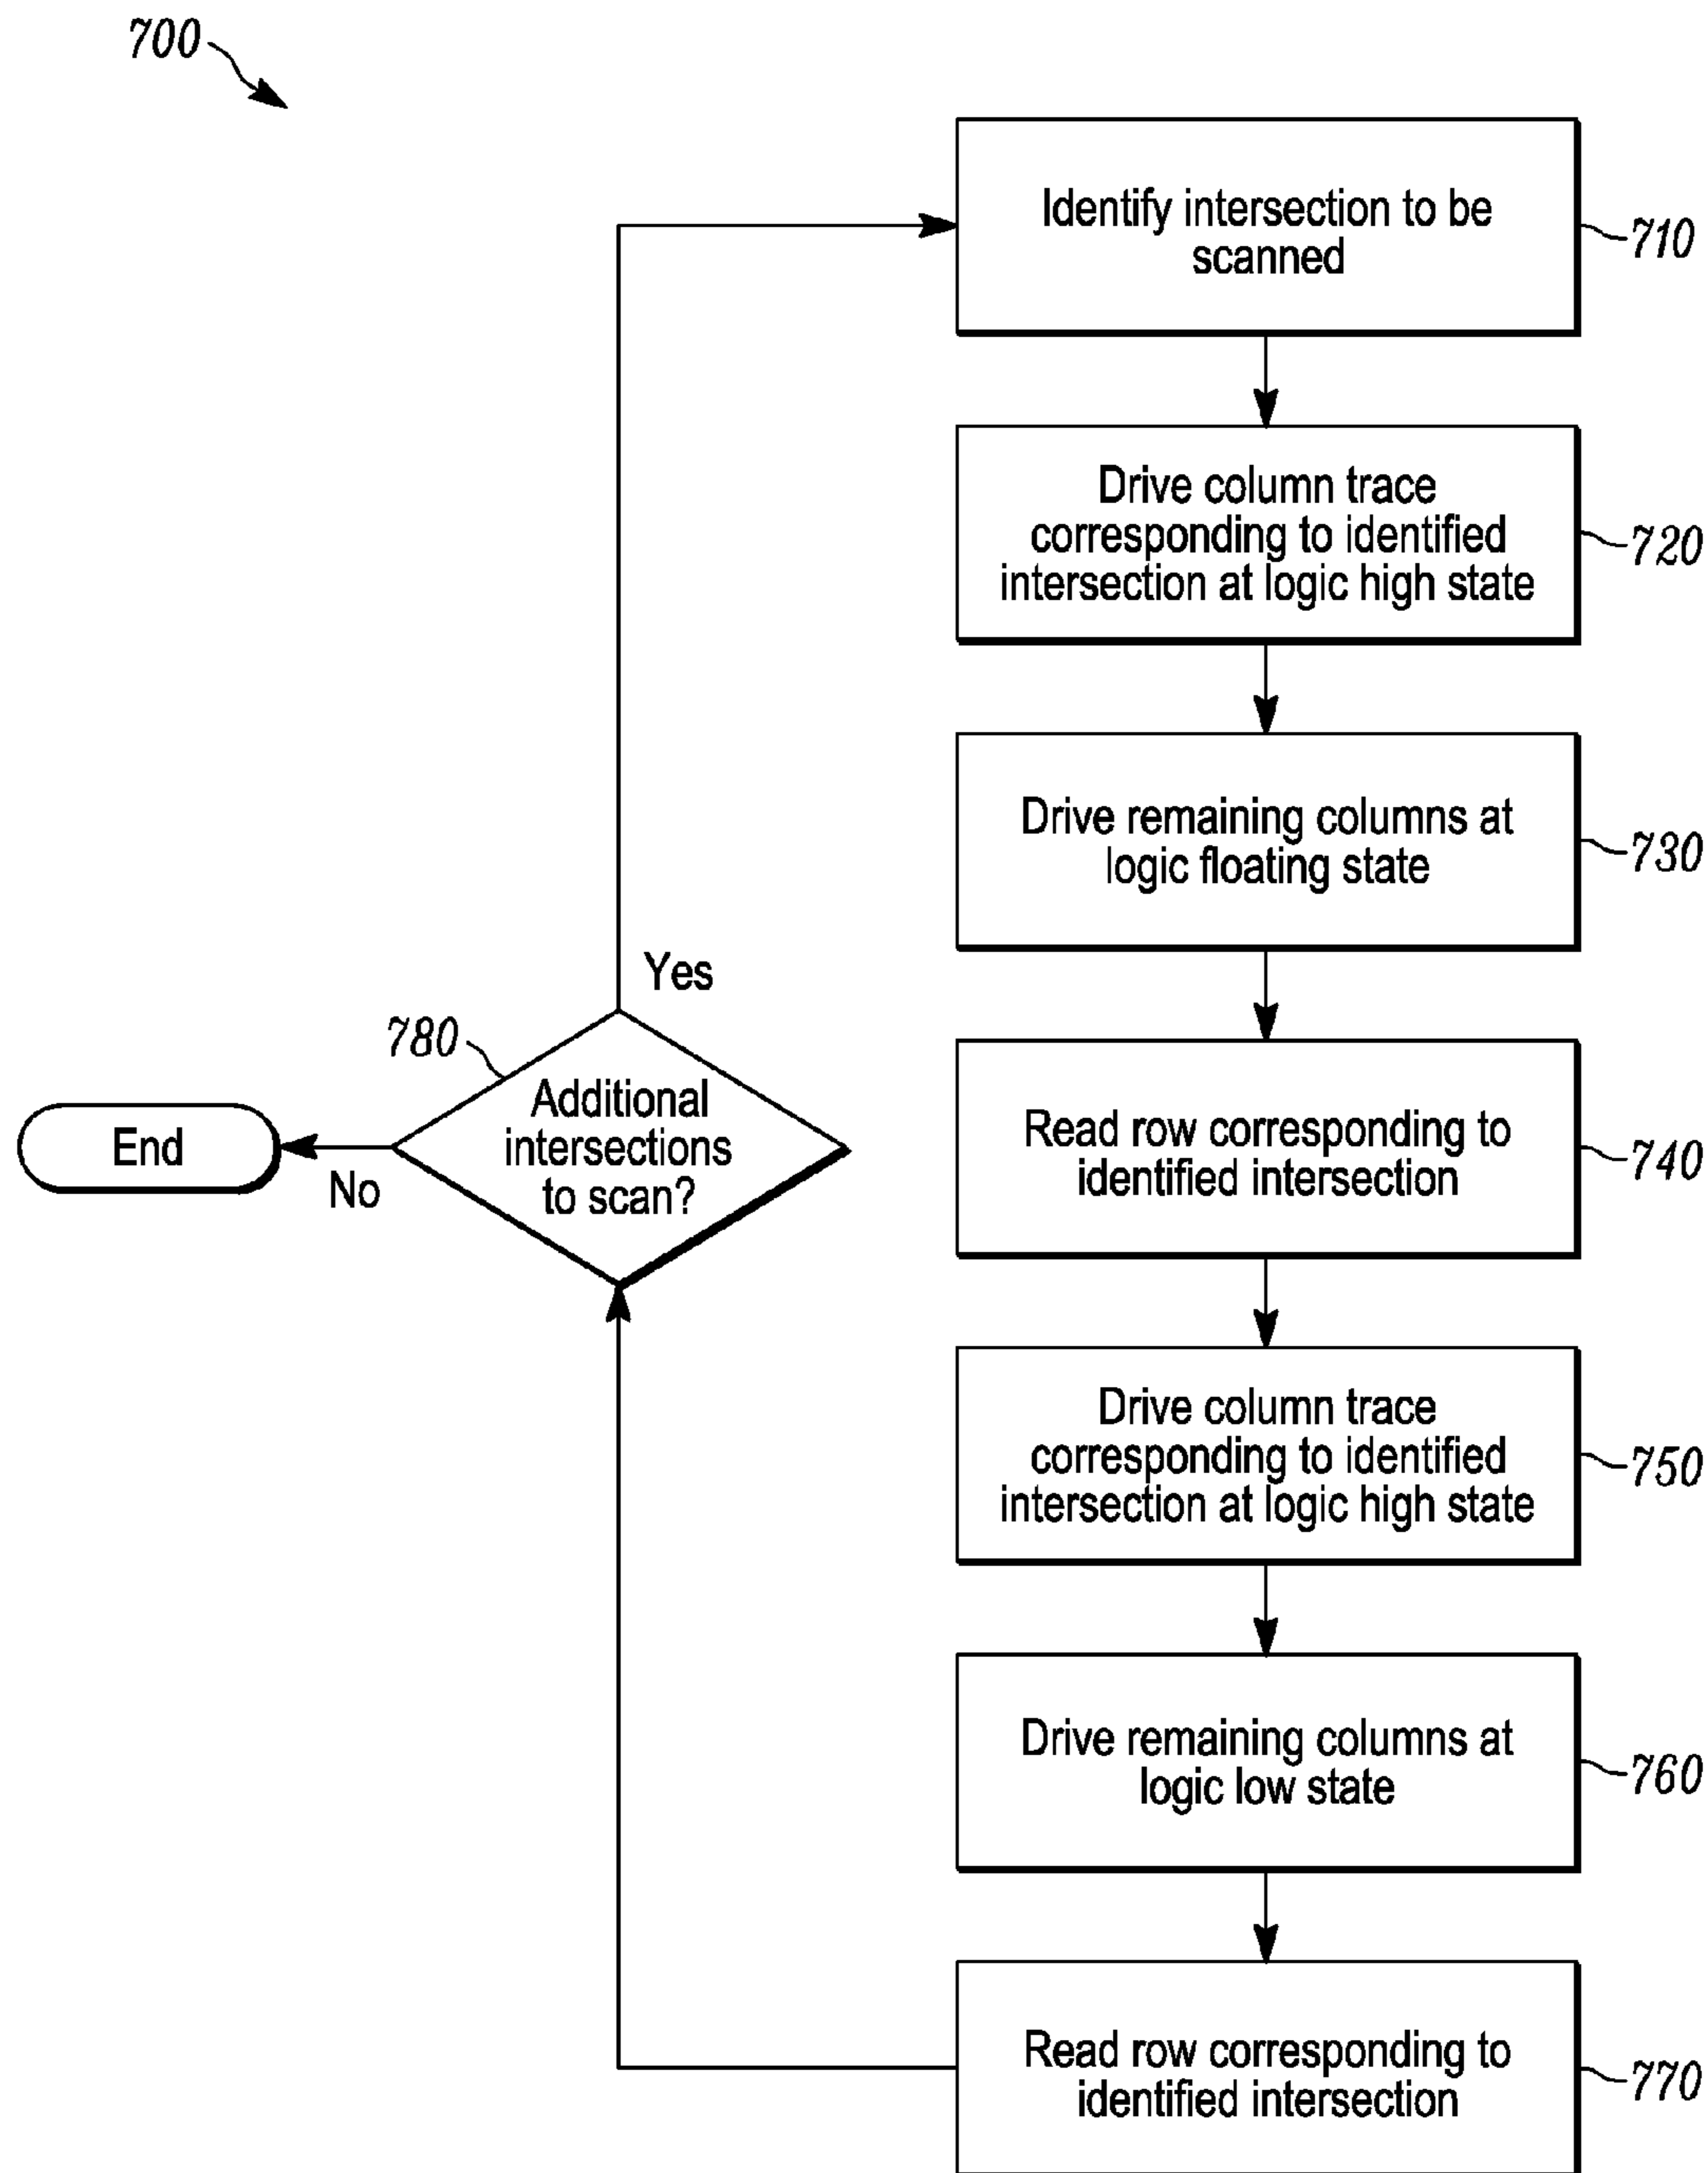 700
Identify intersection to be
scanned
710
Drive column trace
corresponding to identified
intersection at logic high state
720
Drive remaining columns at
logic floating state
730
Yes
780
Additional
intersections
to scan?
End
No
Read row corresponding to
identified intersection
740
Drive column trace
corresponding to identified
intersection at logic high state
750
Drive remaining columns at
logic low state
760
Read row corresponding to
identified intersection
770